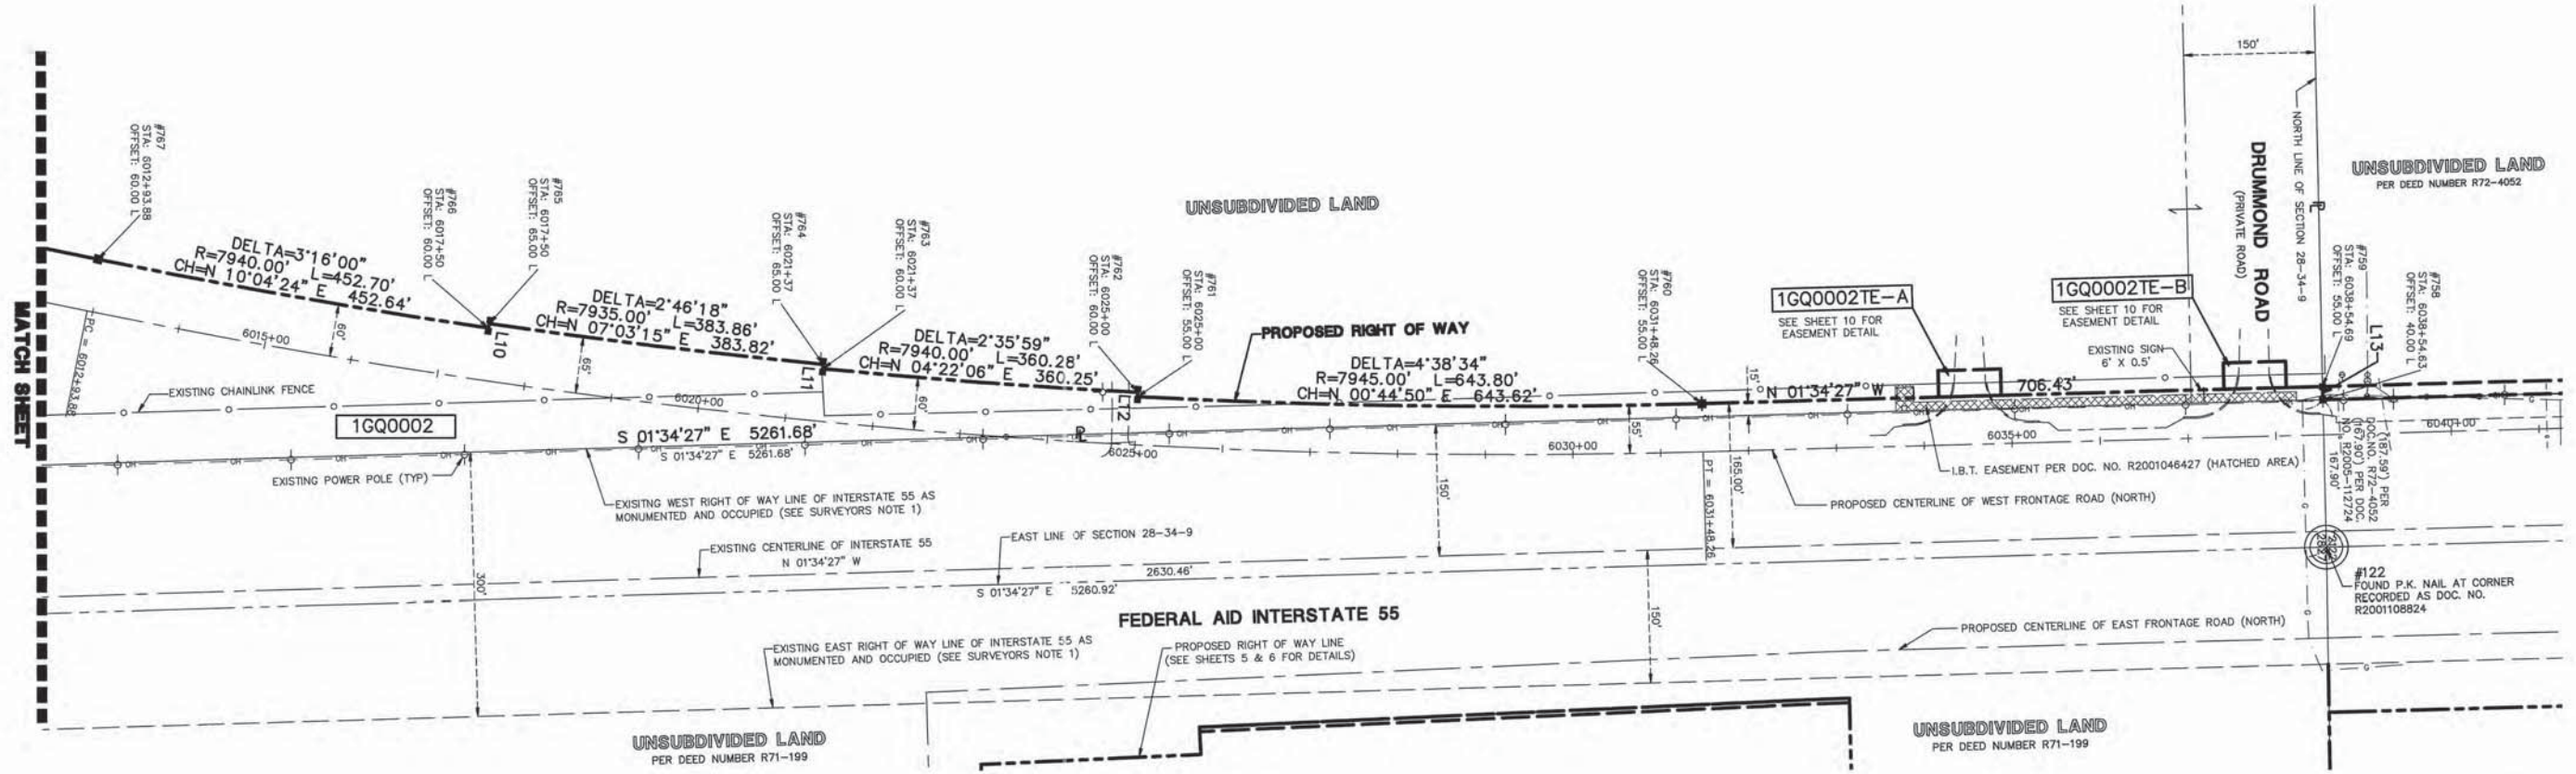 MATCH SHEET
#767
STA: 6012+93.88
OFFSET: 60.00 L
DELTA=3°16'00"
R=7940.00' L=452.70'
CH=N 10°04'24" E 452.64'
#766
STA: 6017+50
OFFSET: 60.00 L
#765
STA: 6017+50
OFFSET: 65.00 L
L10
DELTA=2°46'18"
R=7935.00' L=383.86'
CH=N 07°03'15" E 383.82'
#764
STA: 6021+37
OFFSET: 65.00 L
#763
STA: 6021+37
OFFSET: 60.00 L
L11
DELTA=2°35'59"
R=7940.00' L=360.28'
CH=N 04°22'06" E 360.25'
#762
STA: 6025+00
OFFSET: 60.00 L
#761
STA: 6025+00
OFFSET: 55.00 L
L12
UNSUBDIVIDED LAND
PROPOSED RIGHT OF WAY
DELTA=4°38'34"
R=7945.00' L=643.80'
CH=N 00°44'50" E 643.62'
#760
STA: 6031+48.26
OFFSET: 55.00 L
15'
N 01°34'27" W
706.43'
1GQ0002TE-A
SEE SHEET 10 FOR
EASEMENT DETAIL
1GQ0002TE-B
SEE SHEET 10 FOR
EASEMENT DETAIL
EXISTING SIGN
6' X 0.5'
150'
DRUMMOND ROAD
(PRIVATE ROAD)
NORTH LINE OF SECTION 28-34-9
UNSUBDIVIDED LAND
PER DEED NUMBER R72-4052
#759
STA: 6038+54.69
OFFSET: 55.00 L
L13
#758
STA: 6038+54.63
OFFSET: 40.00 L
PC = 6012+93.88
6015+00
60'
65'
6020+00
60'
6025+00
6030+00
55'
6035+00
6040+00
EXISTING CHAINLINK FENCE
1GQ0002
S 01°34'27" E 5261.68'
S 01°34'27" E 5261.68'
EXISTING POWER POLE (TYP)
EXISITNG WEST RIGHT OF WAY LINE OF INTERSTATE 55 AS
MONUMENTED AND OCCUPIED (SEE SURVEYORS NOTE 1)
150'
PT = 6031+48.26
165.00'
I.B.T. EASEMENT PER DOC. NO. R2001046427 (HATCHED AREA)
PROPOSED CENTERLINE OF WEST FRONTAGE ROAD (NORTH)
(187.59') PER
DOC.NO. R72-4052
(167.90') PER DOC.
NO. R2005-112724
167.90'
EXISTING CENTERLINE OF INTERSTATE 55
N 01°34'27" W
EAST LINE OF SECTION 28-34-9
2630.46'
S 01°34'27" E 5260.92'
300'
FEDERAL AID INTERSTATE 55
150'
#122
FOUND P.K. NAIL AT CORNER
RECORDED AS DOC. NO.
R2001108824
PROPOSED CENTERLINE OF EAST FRONTAGE ROAD (NORTH)
EXISTING EAST RIGHT OF WAY LINE OF INTERSTATE 55 AS
MONUMENTED AND OCCUPIED (SEE SURVEYORS NOTE 1)
PROPOSED RIGHT OF WAY LINE
(SEE SHEETS 5 & 6 FOR DETAILS)
UNSUBDIVIDED LAND
PER DEED NUMBER R71-199
UNSUBDIVIDED LAND
PER DEED NUMBER R71-199